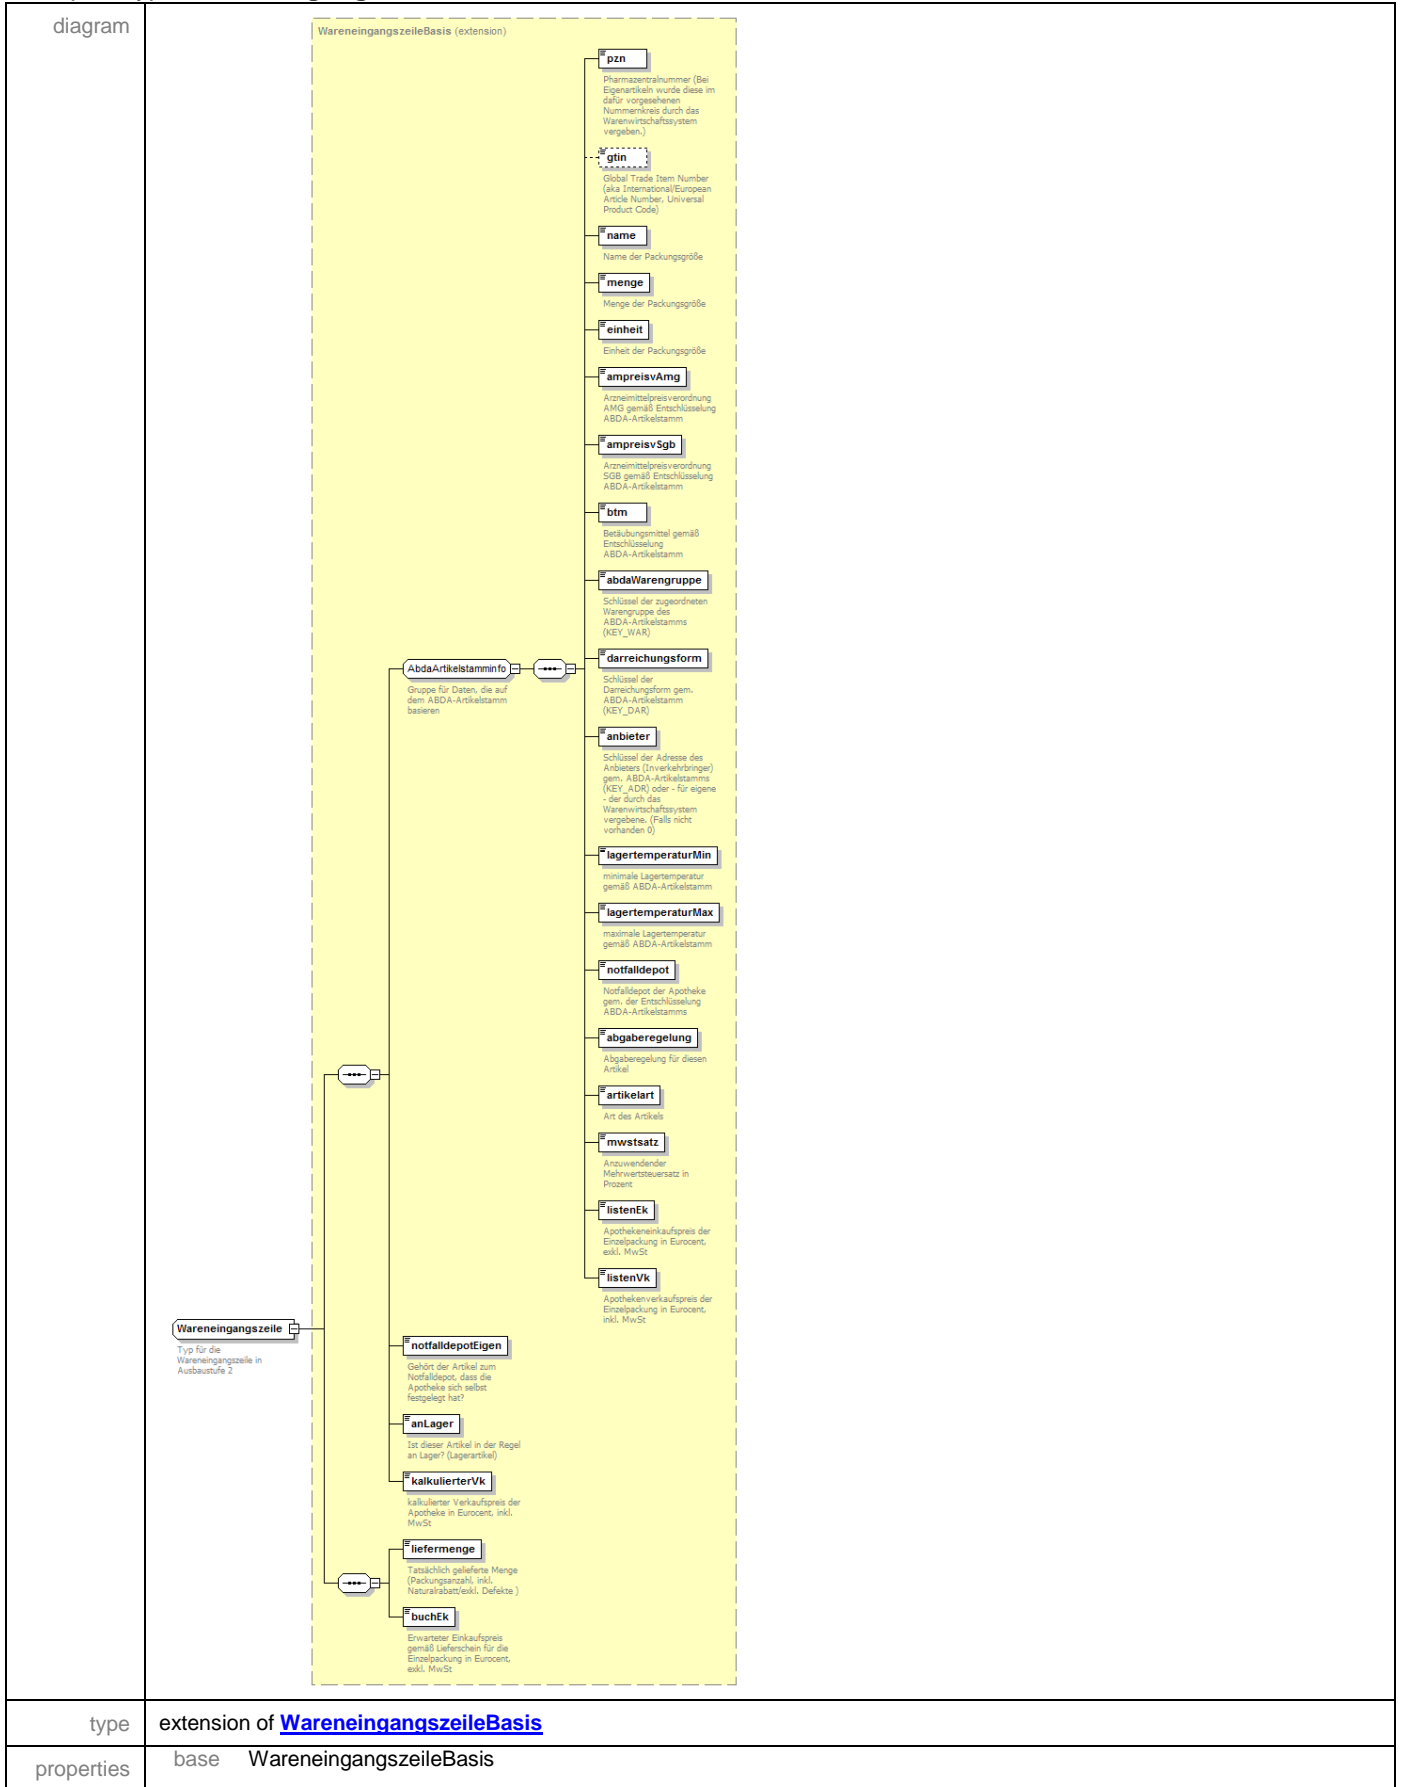 diagram
WareneingangszeileBasis (extension)
pzn
Pharmazentralnummer (Bei
Eigenartikeln wurde diese im
dafür vorgesehenen
Nummernkreis durch das
Warenwirtschaftssystem
vergeben.)
gtin
Global Trade Item Number
(aka International/European
Article Number, Universal
Product Code)
name
Name der Packungsgröße
menge
Menge der Packungsgröße
einheit
Einheit der Packungsgröße
ampreisvAmg
Arzneimittelpreisverordnung
AMG gemäß Entschlüsselung
ABDA-Artikelstamm
ampreisvSgb
Arzneimittelpreisverordnung
SGB gemäß Entschlüsselung
ABDA-Artikelstamm
btm
Betäubungsmittel gemäß
Entschlüsselung
ABDA-Artikelstamm
abdaWarengruppe
Schlüssel der zugeordneten
Warengruppe des
ABDA-Artikelstamms
(KEY_WAR)
darreichungsform
Schlüssel der
Darreichungsform gem.
ABDA-Artikelstamm
(KEY_DAR)
AbdaArtikelstamminfo
Gruppe für Daten, die auf
dem ABDA-Artikelstamm
basieren
anbieter
Schlüssel der Adresse des
Anbieters (Inverkehrbringer)
gem. ABDA-Artikelstamms
(KEY_ADR) oder - für eigene
- der durch das
Warenwirtschaftssystem
vergebene. (Falls nicht
vorhanden 0)
lagertemperaturMin
minimale Lagertemperatur
gemäß ABDA-Artikelstamm
lagertemperaturMax
maximale Lagertemperatur
gemäß ABDA-Artikelstamm
notfalldepot
Notfalldepot der Apotheke
gem. der Entschlüsselung
ABDA-Artikelstamms
abgaberegelung
Abgaberegelung für diesen
Artikel
artikelart
Art des Artikels
mwstsatz
Anzuwendender
Mehrwertsteuersatz in
Prozent
listenEk
Apothekeneinkaufspreis der
Einzelpackung in Eurocent,
exkl. MwSt
listenVk
Apothekenverkaufspreis der
Einzelpackung in Eurocent,
inkl. MwSt
Wareneingangszeile
Typ für die
Wareneingangzeile in
Ausbaustufe 2
notfalldepotEigen
Gehört der Artikel zum
Notfalldepot, dass die
Apotheke sich selbst
festgelegt hat?
anLager
Ist dieser Artikel in der Regel
an Lager? (Lagerartikel)
kalkulierterVk
kalkulierter Verkaufspreis der
Apotheke in Eurocent, inkl.
MwSt
liefermenge
Tatsächlich gelieferte Menge
(Packungsanzahl, inkl.
Naturalrabatt/exkl. Defekte )
buchEk
Erwarteter Einkaufspreis
gemäß Lieferschein für die
Einzelpackung in Eurocent,
exkl. MwSt
type extension of WareneingangszeileBasis
properties base WareneingangszeileBasis